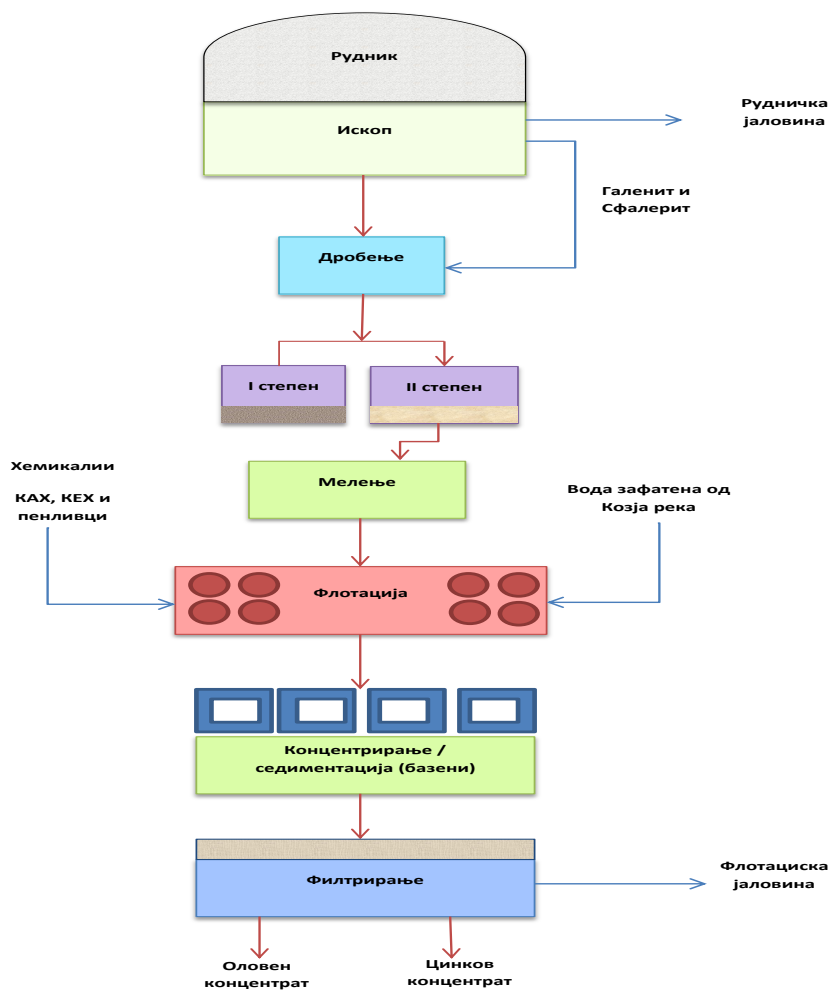 Рудник
Ископ
Рудничка
јаловина
Галенит и
Сфалерит
Дробење
I степен
II степен
Мелење
Хемикалии
КАХ, КЕХ и
пенливци
Вода зафатена од
Козја река
Флотација
Концентрирање /
седиментација (базени)
Филтрирање
Флотациска
јаловина
Оловен
концентрат
Цинков
концентрат